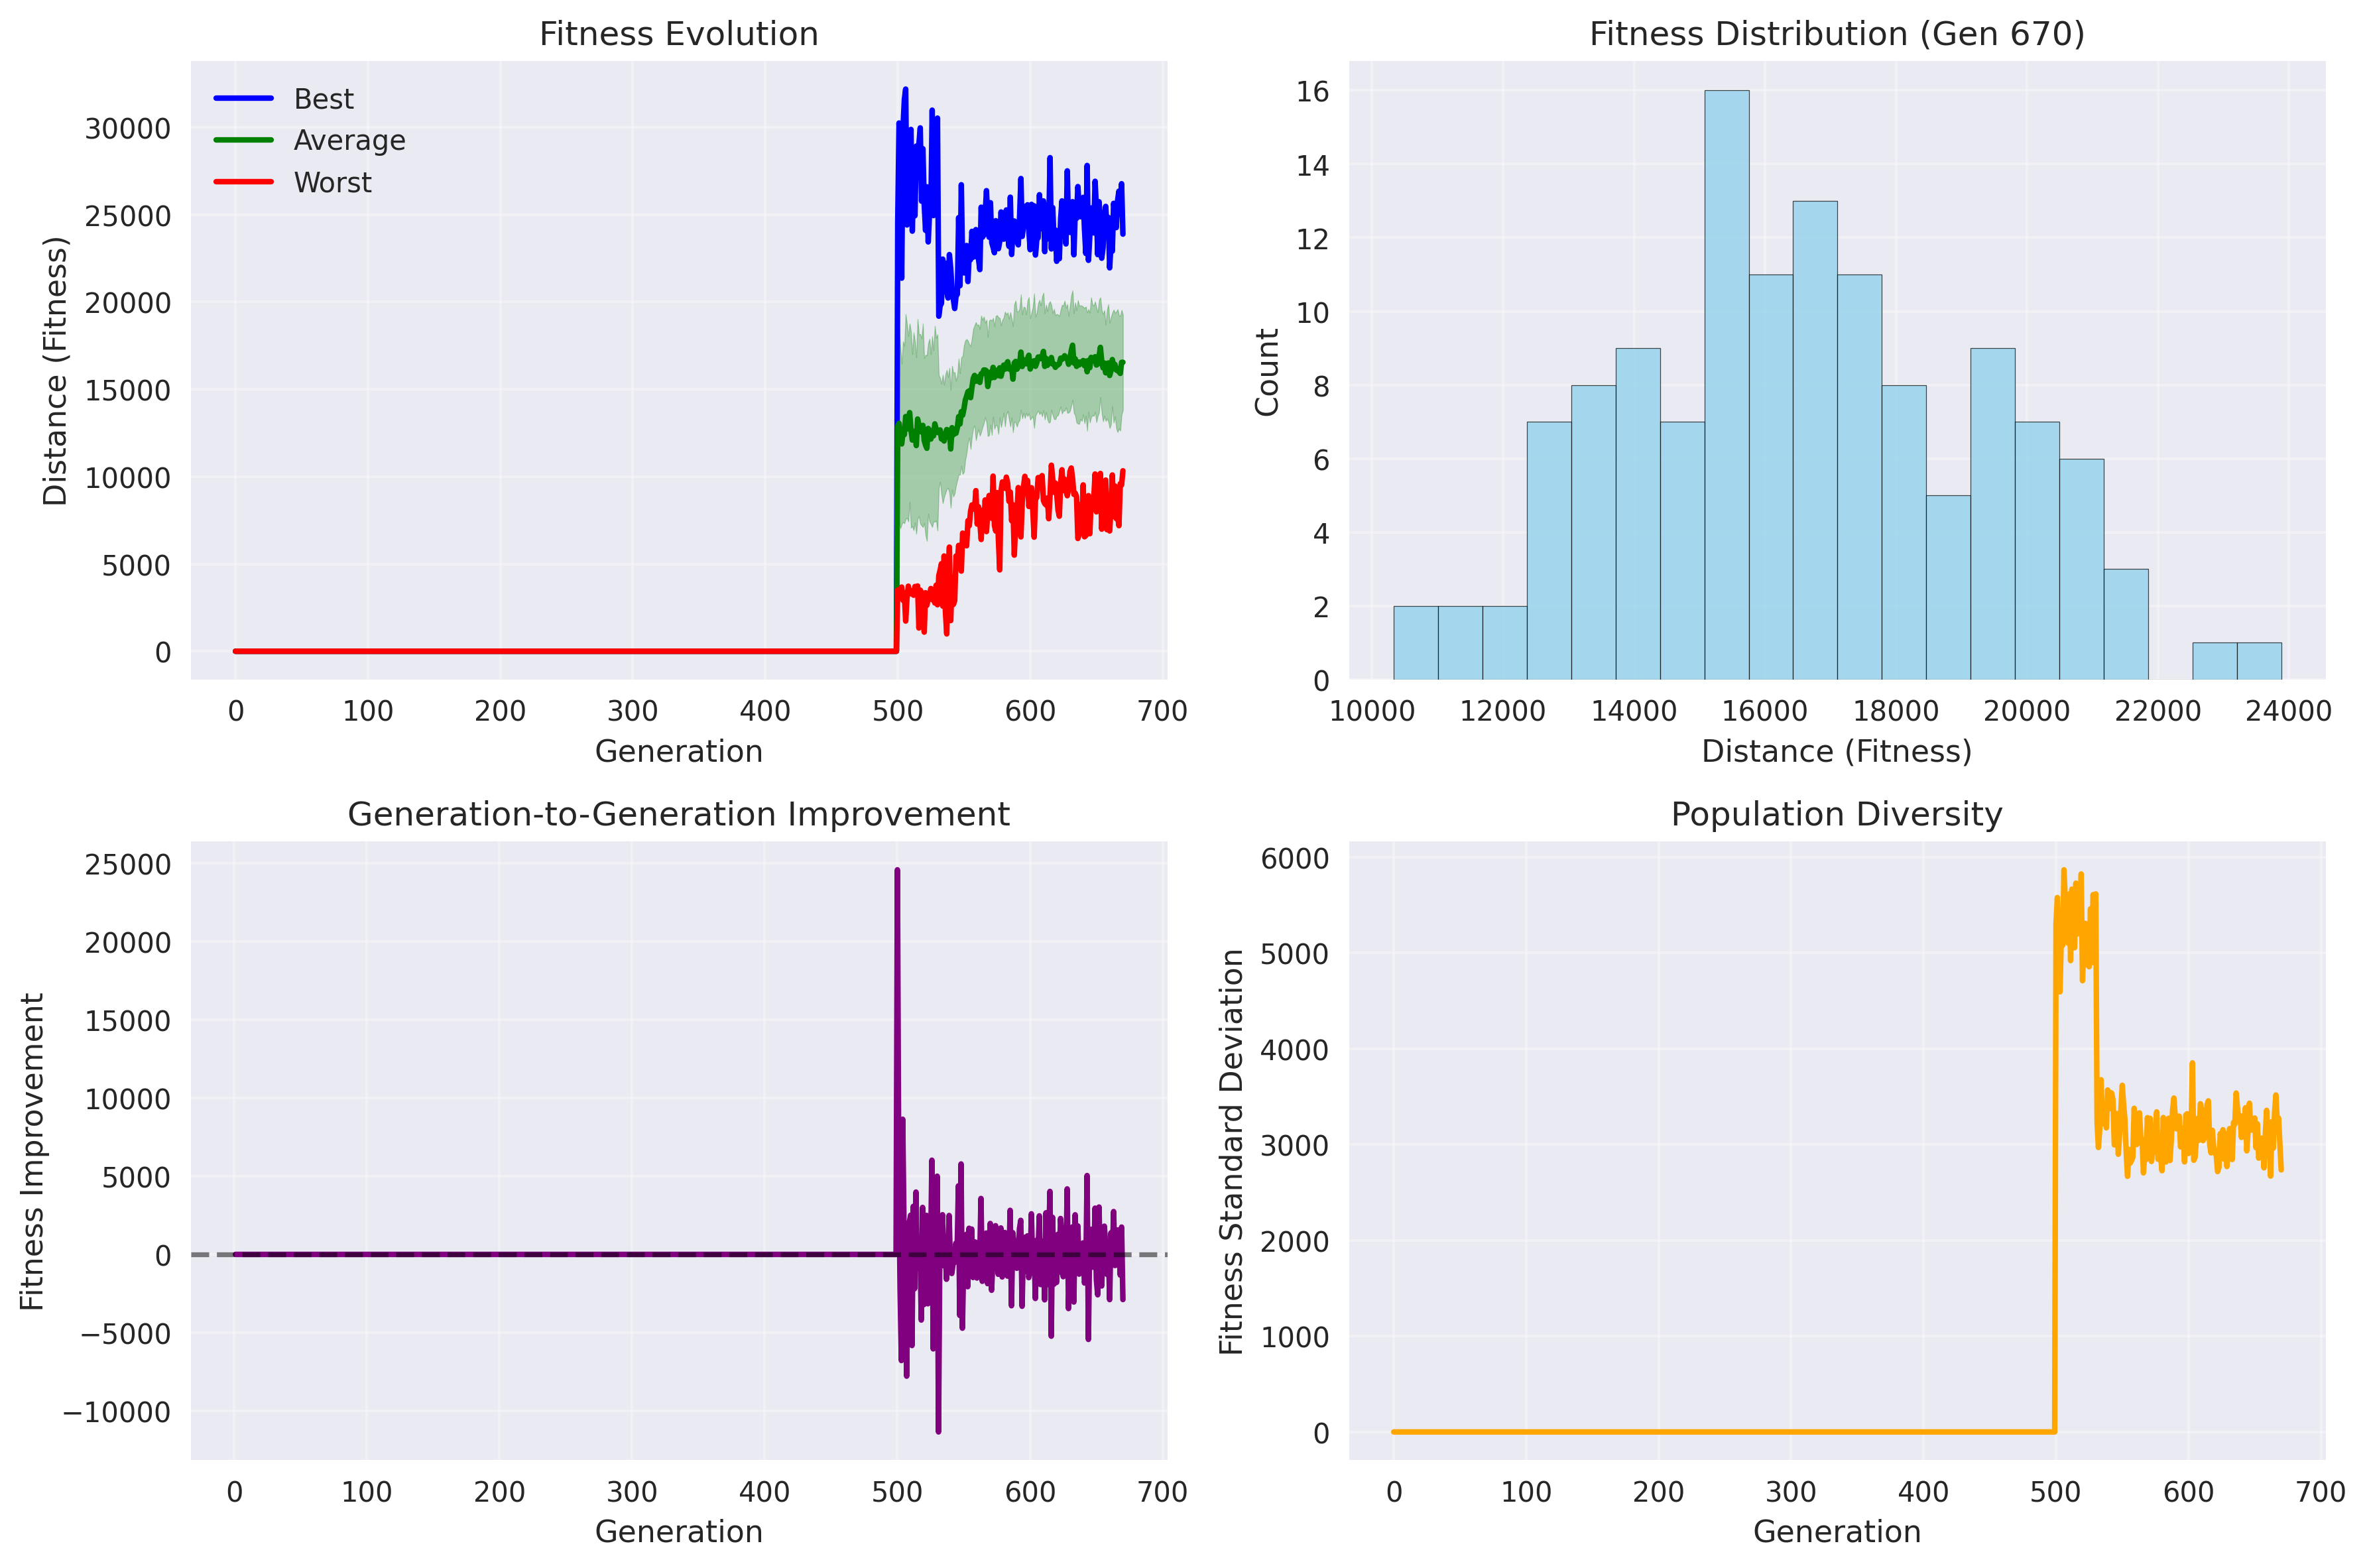 Fitness Evolution
Best
Average
Worst
30000
25000
20000
15000
10000
5000
0
Distance (Fitness)
0 100 200 300 400 500 600 700
Generation
Fitness Distribution (Gen 670)
16
14
12
10
8
6
4
2
0
Count
10000 12000 14000 16000 18000 20000 22000 24000
Distance (Fitness)
Generation-to-Generation Improvement
25000
20000
15000
10000
5000
0
−5000
−10000
Fitness Improvement
0 100 200 300 400 500 600 700
Generation
Population Diversity
6000
5000
4000
3000
2000
1000
0
Fitness Standard Deviation
0 100 200 300 400 500 600 700
Generation